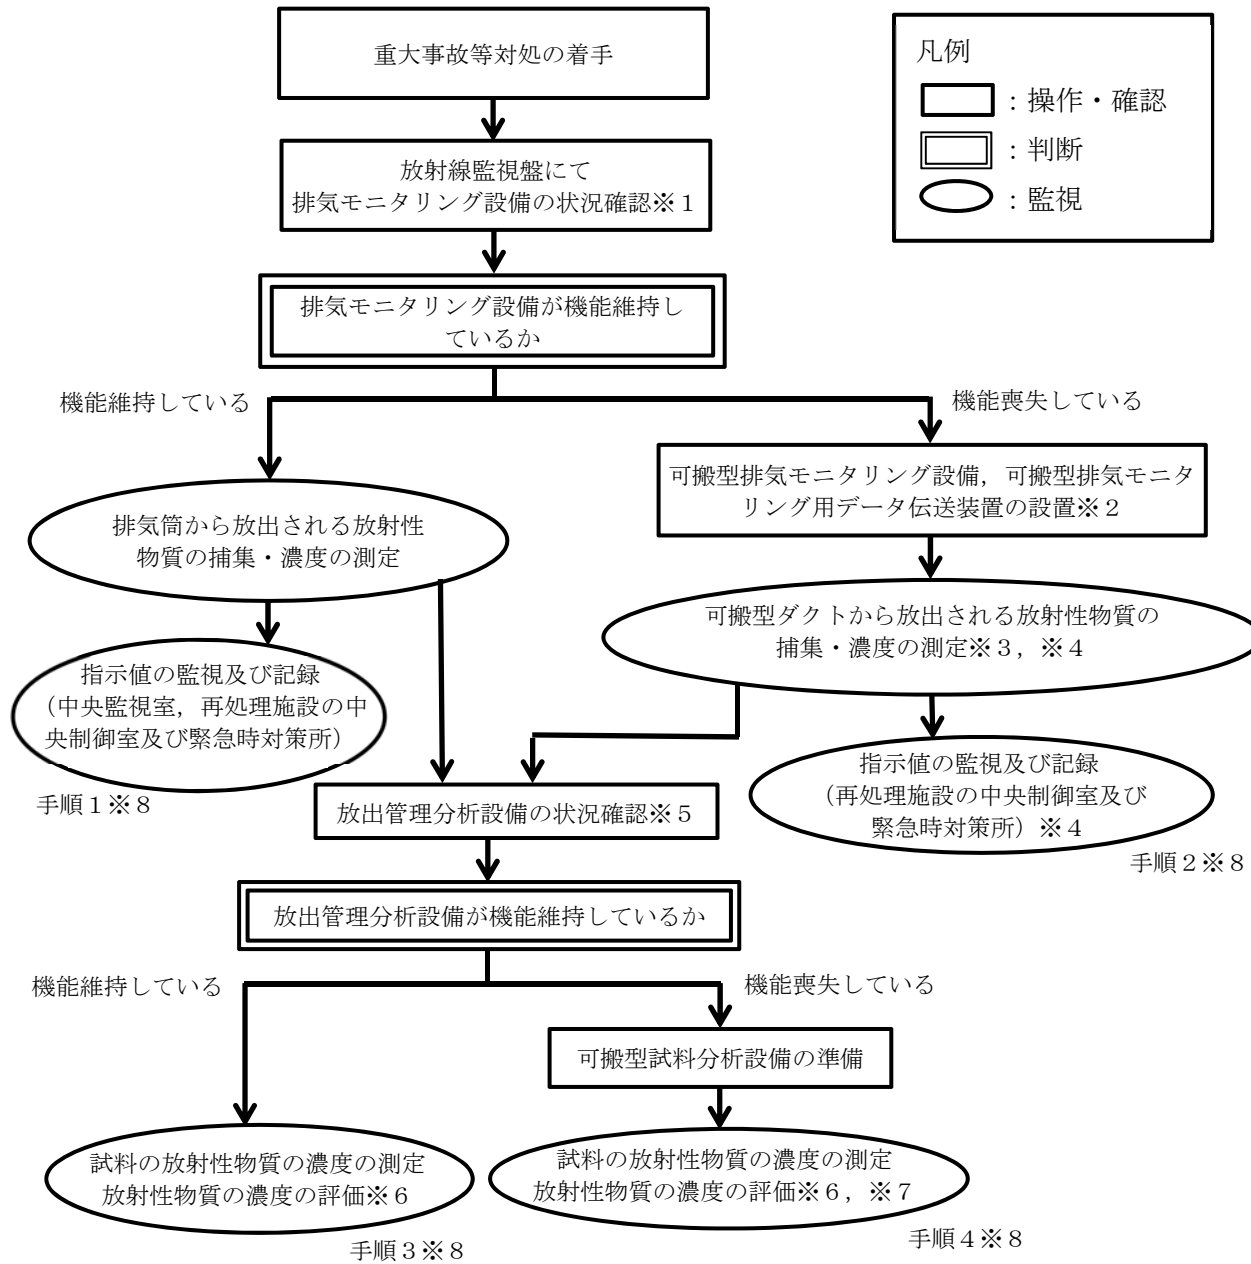 重大事故等対処の着手
凡例
：操作・確認
：判断
：監視
放射線監視盤にて
排気モニタリング設備の状況確認※１
排気モニタリング設備が機能維持し
ているか
機能維持している
機能喪失している
可搬型排気モニタリング設備，可搬型排気モニタ
リング用データ伝送装置の設置※２
排気筒から放出される放射性
物質の捕集・濃度の測定
可搬型ダクトから放出される放射性物質の
捕集・濃度の測定※３，※４
指示値の監視及び記録
（中央監視室，再処理施設の中
央制御室及び緊急時対策所）
手順１※８
指示値の監視及び記録
（再処理施設の中央制御室及び
緊急時対策所）※４
手順２※８
放出管理分析設備の状況確認※５
放出管理分析設備が機能維持しているか
機能維持している
機能喪失している
可搬型試料分析設備の準備
試料の放射性物質の濃度の測定
放射性物質の濃度の評価※６
手順３※８
試料の放射性物質の濃度の測定
放射性物質の濃度の評価※６，※７
手順４※８